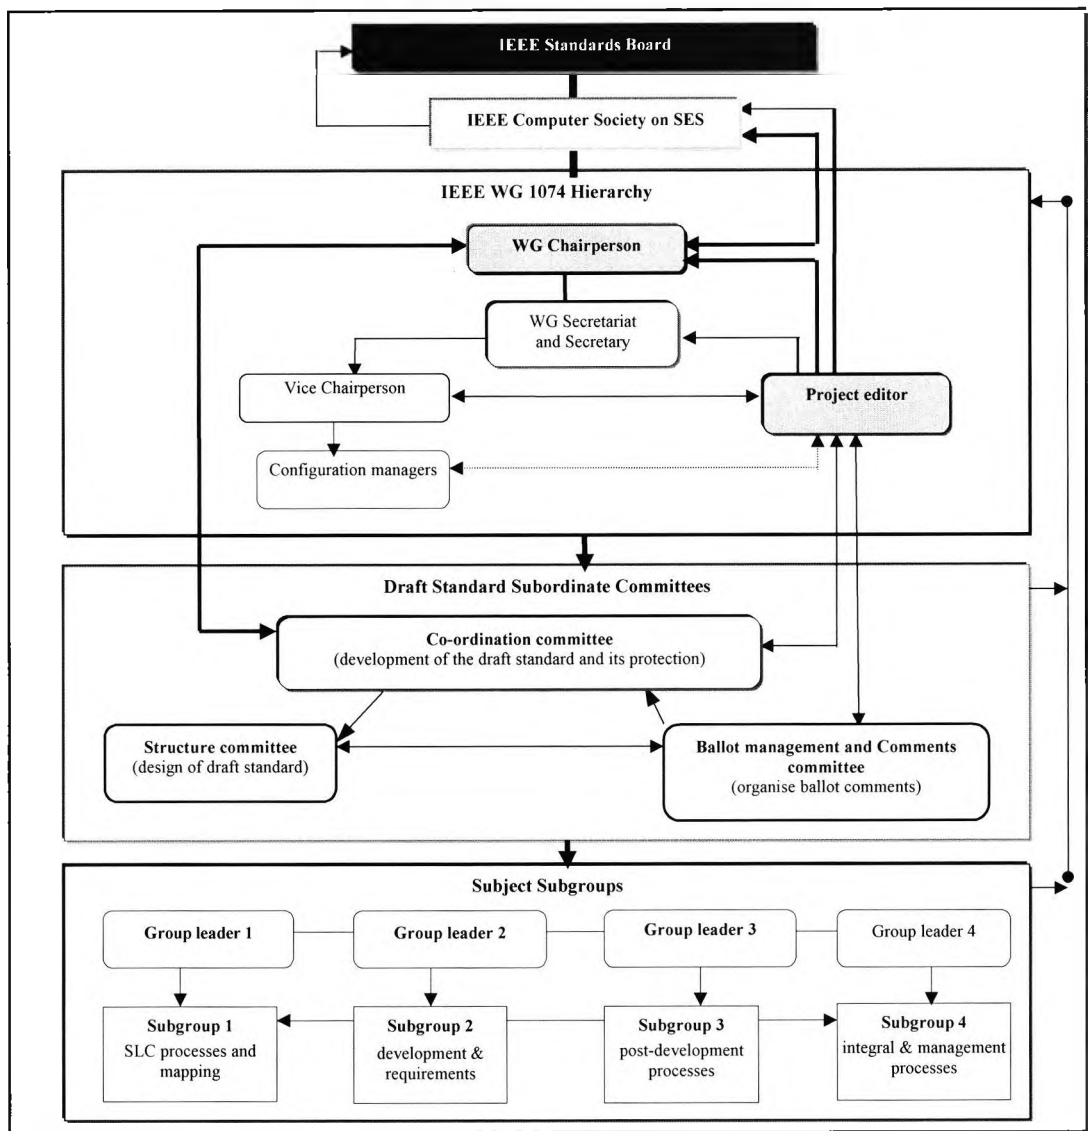 IEEE Standards Board
IEEE Computer Society on SES
IEEE WG 1074 Hierarchy
WG Chairperson
WG Secretariat
and Secretary
Vice Chairperson
Project editor
Configuration managers
Draft Standard Subordinate Committees
Co-ordination committee
(development of the draft standard and its protection)
Structure committee
(design of draft standard)
Ballot management and Comments
committee
(organise ballot comments)
Subject Subgroups
Group leader 1
Group leader 2
Group leader 3
Group leader 4
Subgroup 1
SLC processes and
mapping
Subgroup 2
development &
requirements
Subgroup 3
post-development
processes
Subgroup 4
integral & management
processes